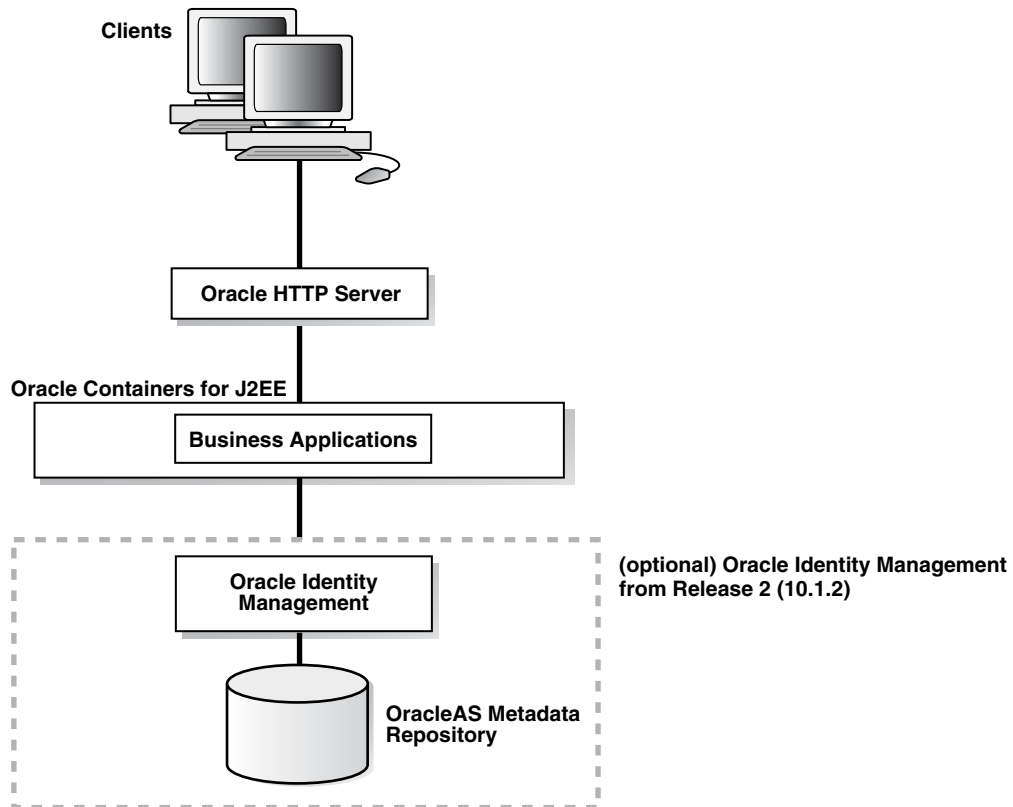 Clients
Oracle HTTP Server
Oracle Containers for J2EE
Business Applications
Oracle Identity
Management
(optional) Oracle Identity Management
from Release 2 (10.1.2)
OracleAS Metadata
Repository